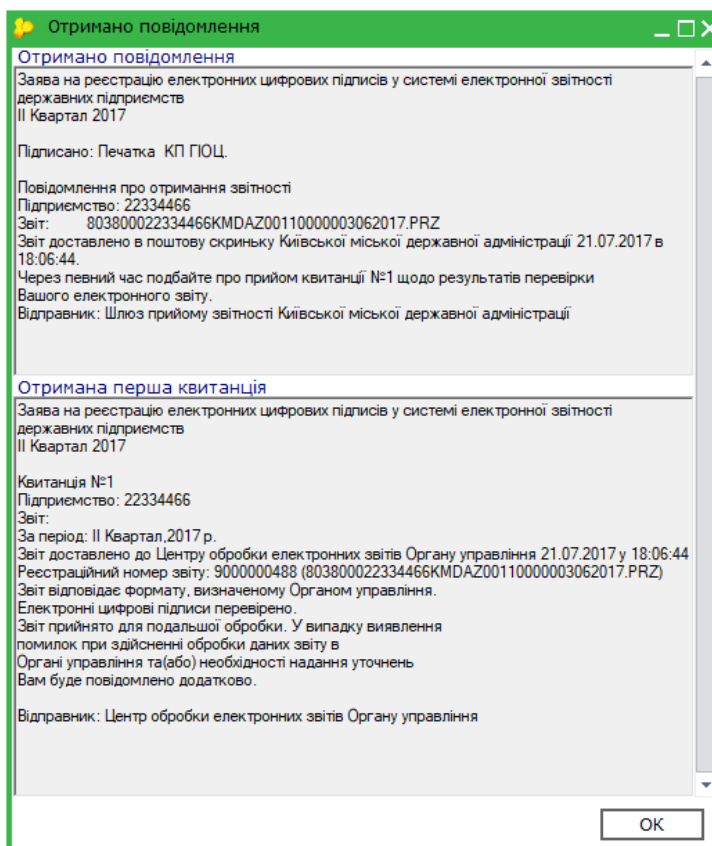 Отримано повідомлення
Отримано повідомлення
Заява на реєстрацію електронних цифрових підписів у системі електронної звітності
державних підприємств
ІІ Квартал 2017
Підписано: Печатка КП ГІОЦ.
Повідомлення про отримання звітності
Підприємство: 22334466
Звіт: 803800022334466KMDAZ00110000003062017.PRZ
Звіт доставлено в поштову скриньку Київської міської державної адміністрації 21.07.2017 в
18:06:44.
Через певний час подбайте про прийом квитанції №1 щодо результатів перевірки
Вашого електронного звіту.
Відправник: Шлюз прийому звітності Київської міської державної адміністрації
Отримана перша квитанція
Заява на реєстрацію електронних цифрових підписів у системі електронної звітності
державних підприємств
ІІ Квартал 2017
Квитанція №1
Підприємство: 22334466
Звіт:
За період: ІІ Квартал,2017 р.
Звіт доставлено до Центру обробки електронних звітів Органу управління 21.07.2017 у 18:06:44
Реєстраційний номер звіту: 9000000488 (803800022334466KMDAZ00110000003062017.PRZ)
Звіт відповідає формату, визначеному Органом управління.
Електронні цифрові підписи перевірено.
Звіт прийнято для подальшої обробки. У випадку виявлення
помилок при здійсненні обробки даних звіту в
Органі управління та(або) необхідності надання уточнень
Вам буде повідомлено додатково.
Відправник: Центр обробки електронних звітів Органу управління
OK